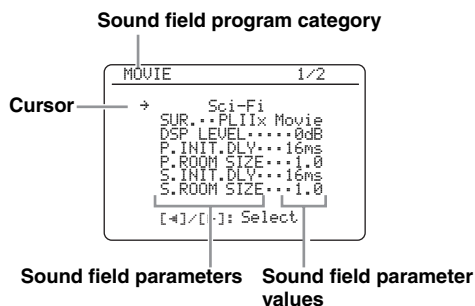 Sound field program category
MOVIE 1/2
Cursor
→ Sci-Fi
SUR.··PLIIx Movie
DSP LEVEL·····0dB
P.INIT.DLY···16ms
P.ROOM SIZE···1.0
S.INIT.DLY···16ms
S.ROOM SIZE···1.0
[◄]/[►]: Select
Sound field parameters
Sound field parameter
values